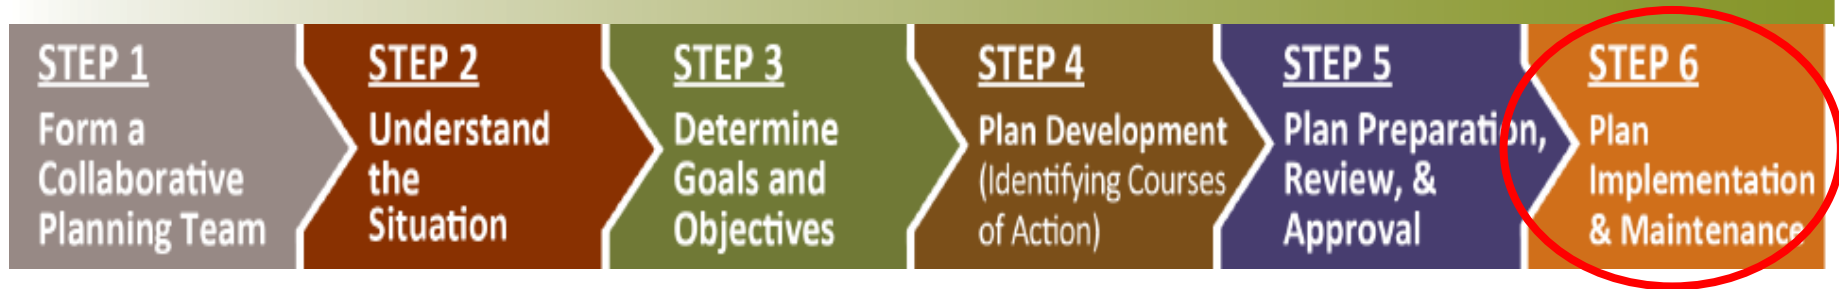 STEP 1
Form a
Collaborative
Planning Team
STEP 2
Understand
the
Situation
STEP 3
Determine
Goals and
Objectives
STEP 4
Plan Development
(Identifying Courses
of Action)
STEP 5
Plan Preparation,
Review, &
Approval
STEP 6
Plan
Implementation
& Maintenance